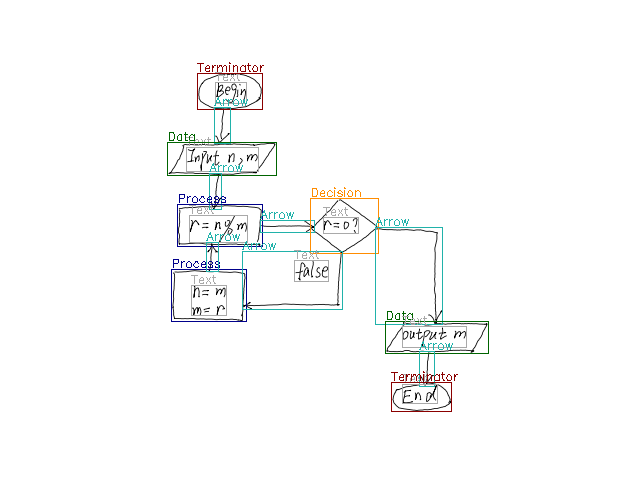 Terminator
Text
Begin
Arrow
Data
Text
Input n, m
Arrow
Process
Text
r = n % m
Arrow
Decision
Text
r = 0?
Arrow
Arrow
Arrow
Process
Text
n = m
m = r
Text
false
Data
Text
output m
Arrow
Terminator
Text
End